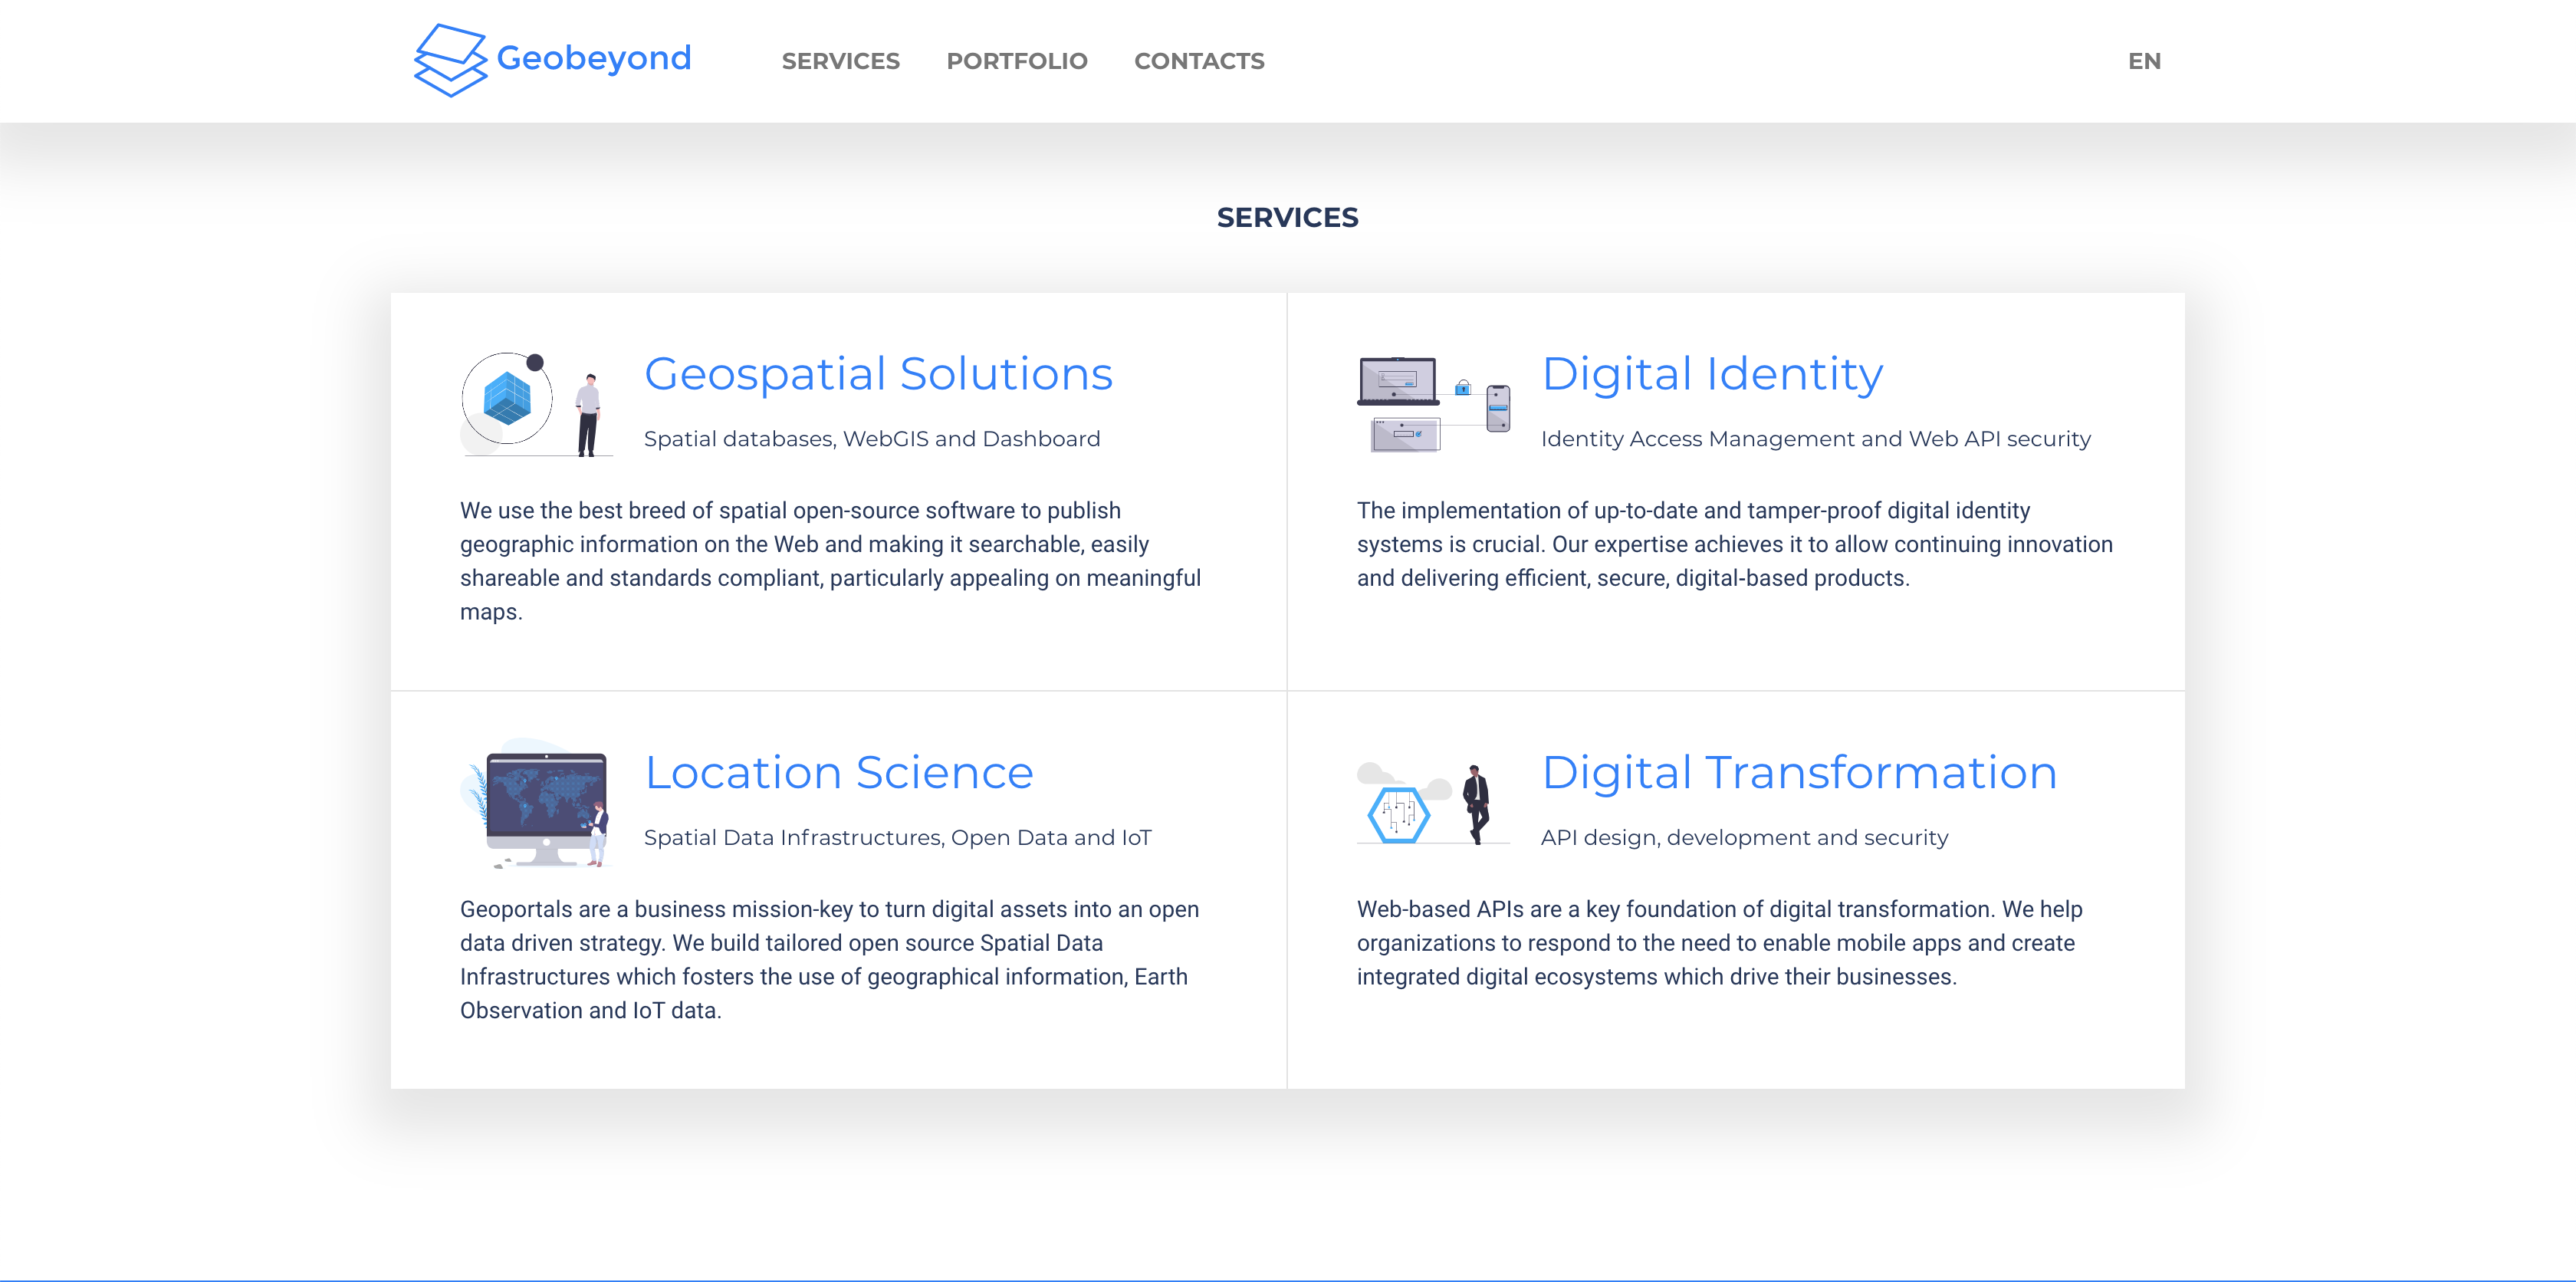 Geobeyond
SERVICES
PORTFOLIO
CONTACTS
EN
SERVICES
Geospatial Solutions
Spatial databases, WebGIS and Dashboard
We use the best breed of spatial open-source software to publish
geographic information on the Web and making it searchable, easily
shareable and standards compliant, particularly appealing on meaningful
maps.
Digital Identity
Identity Access Management and Web API security
The implementation of up-to-date and tamper-proof digital identity
systems is crucial. Our expertise achieves it to allow continuing innovation
and delivering efficient, secure, digital-based products.
Location Science
Spatial Data Infrastructures, Open Data and IoT
Geoportals are a business mission-key to turn digital assets into an open
data driven strategy. We build tailored open source Spatial Data
Infrastructures which fosters the use of geographical information, Earth
Observation and IoT data.
Digital Transformation
API design, development and security
Web-based APIs are a key foundation of digital transformation. We help
organizations to respond to the need to enable mobile apps and create
integrated digital ecosystems which drive their businesses.